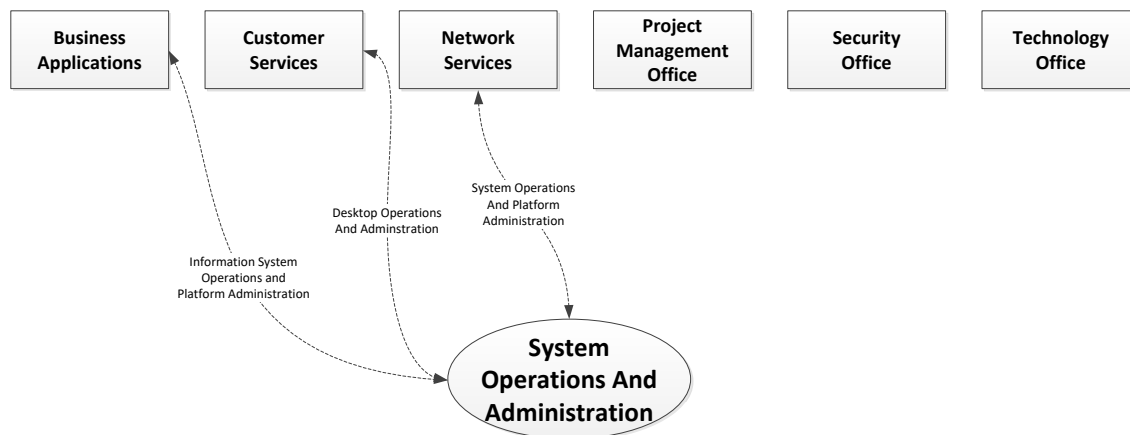 Business
Applications
Customer
Services
Network
Services
Project
Management
Office
Security
Office
Technology
Office
System Operations
And Platform
Administration
Desktop Operations
And Adminstration
Information System
Operations and
Platform Administration
System
Operations And
Administration